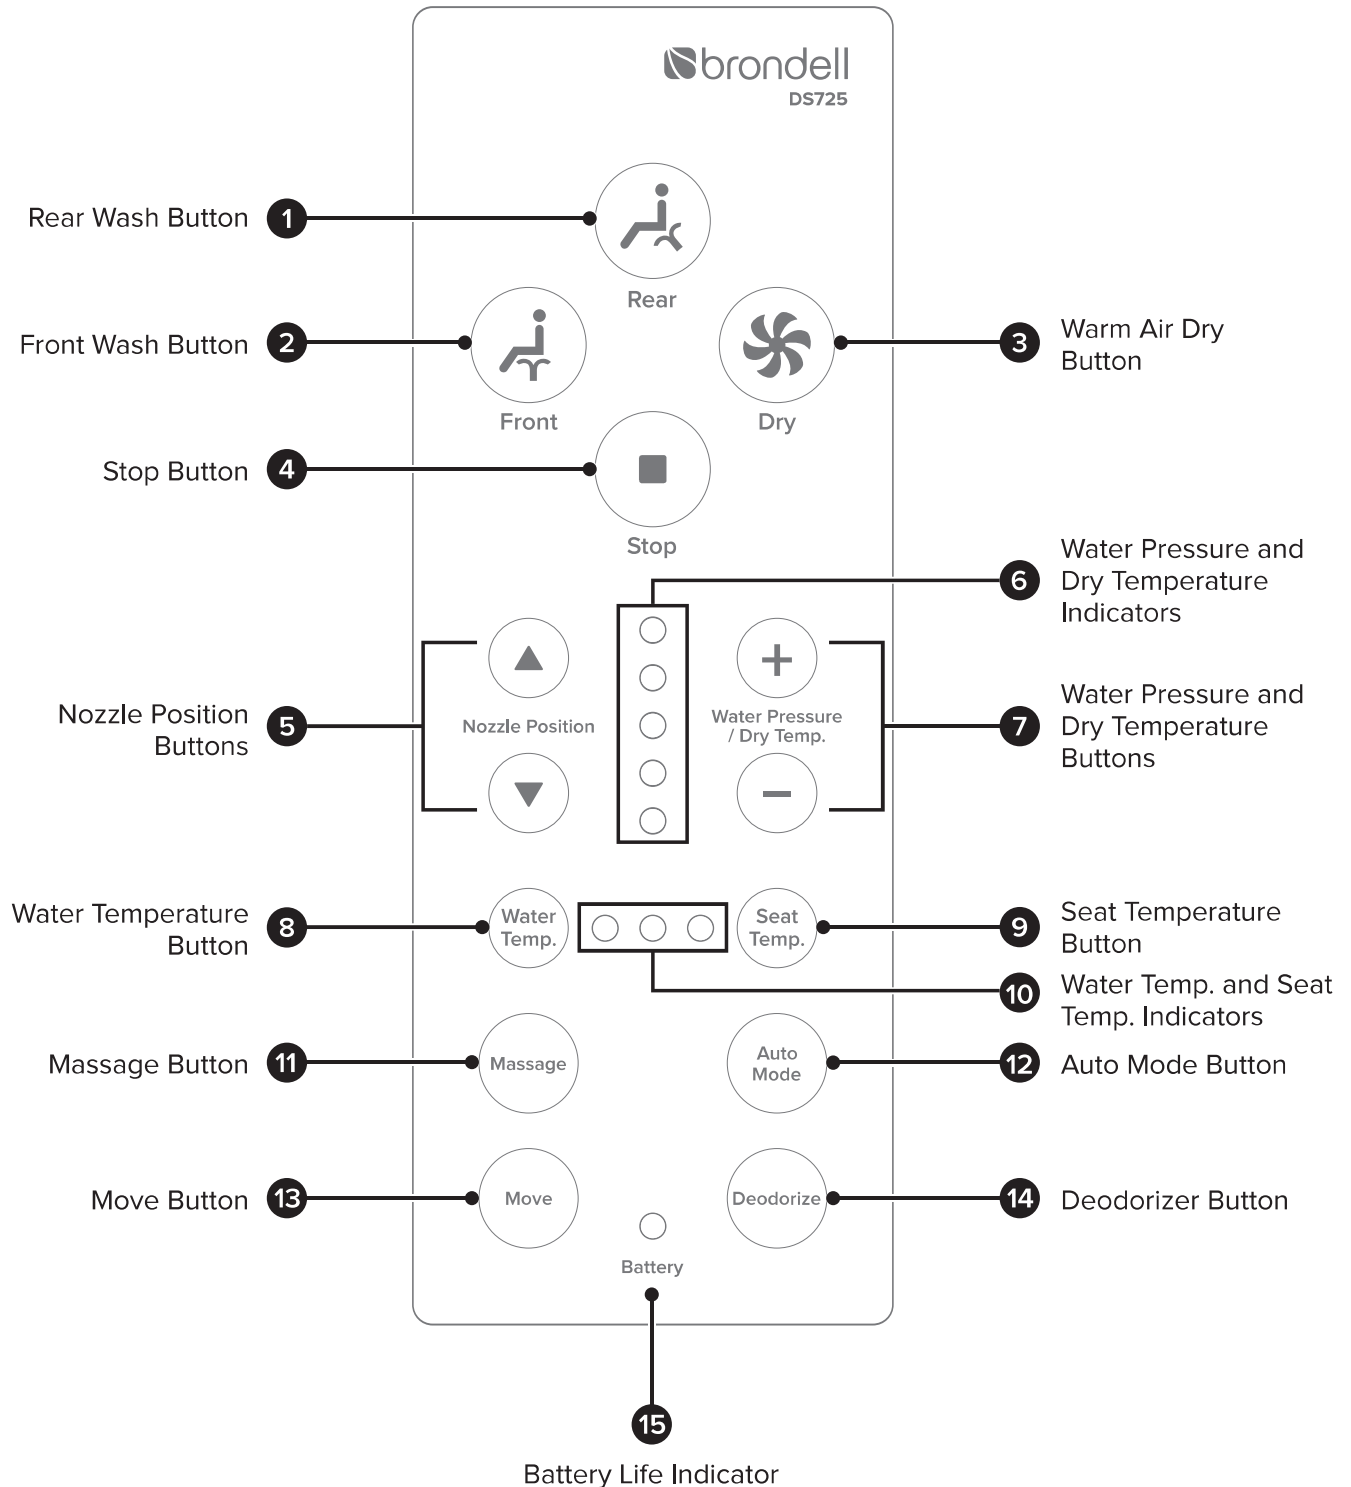 brondell
DS725
Rear Wash Button
1
Rear
Front Wash Button
2
Front
3
Warm Air Dry
Button
Dry
Stop Button
4
Stop
6
Water Pressure and
Dry Temperature
Indicators
Nozzle Position
Buttons
5
Nozzle Position
Water Pressure
/ Dry Temp.
7
Water Pressure and
Dry Temperature
Buttons
Water Temperature
Button
8
Water
Temp.
Seat
Temp.
9
Seat Temperature
Button
10
Water Temp. and Seat
Temp. Indicators
Massage Button
11
Massage
Auto
Mode
12
Auto Mode Button
Move Button
13
Move
Deodorize
14
Deodorizer Button
Battery
15
Battery Life Indicator